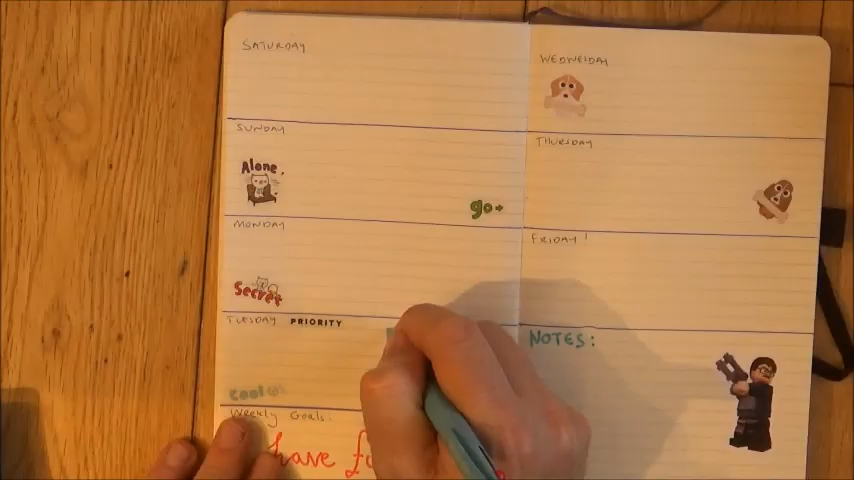 SATURDAY
SUNDAY
Alone,
go
MONDAY
Secret
TUESDAY PRIORITY
cool
Weekly Goals:
have
WEDNESDAY
THURSDAY
FRIDAY !
NOTES: